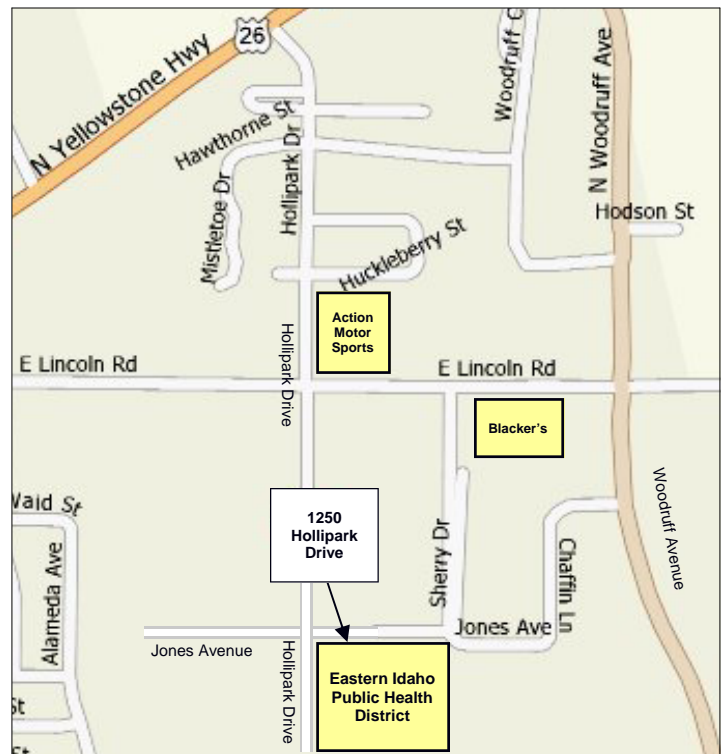 26
N Yellowstone Hwy
Woodruff C
N Woodruff Ave
Hawthorne St
Hollipark Dr
Mistletoe Dr
Hodson St
Huckleberry St
Action
Motor
Sports
Hollipark Drive
E Lincoln Rd
E Lincoln Rd
Blacker's
Woodruff Avenue
1250
Hollipark
Drive
Waid St
Alameda Ave
Sherry Dr
Chaffin Ln
Jones Ave
Jones Avenue
Hollipark Drive
Eastern Idaho
Public Health
District
St
St